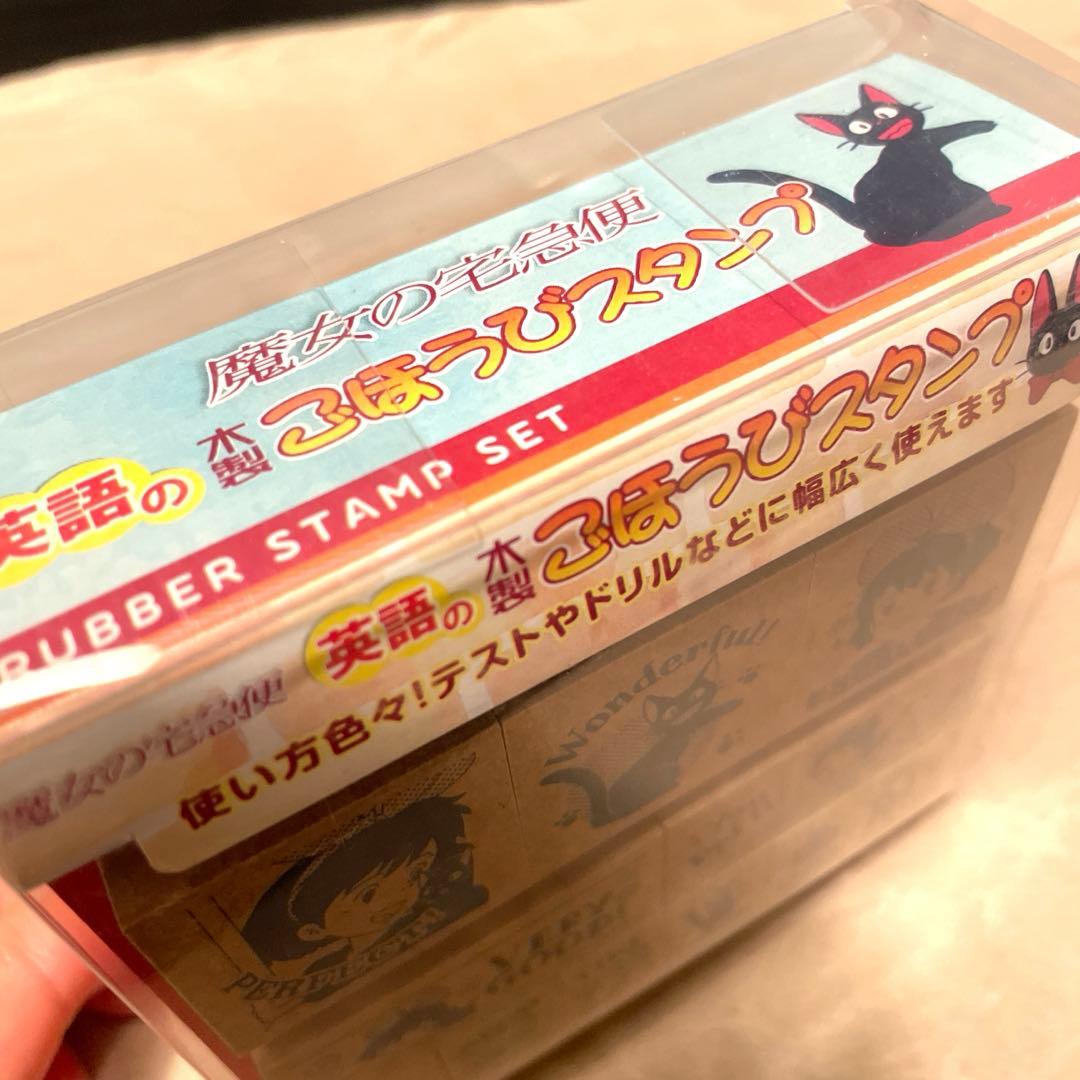 魔女の宅急便
英語の木製ごほうびスタンプ
RUBBER STAMP SET
魔女の宅急便
英語の木製ごほうびスタンプ
使い方色々!テストやドリルなどに幅広く使えます
Wonderful!!
PERFECT!!